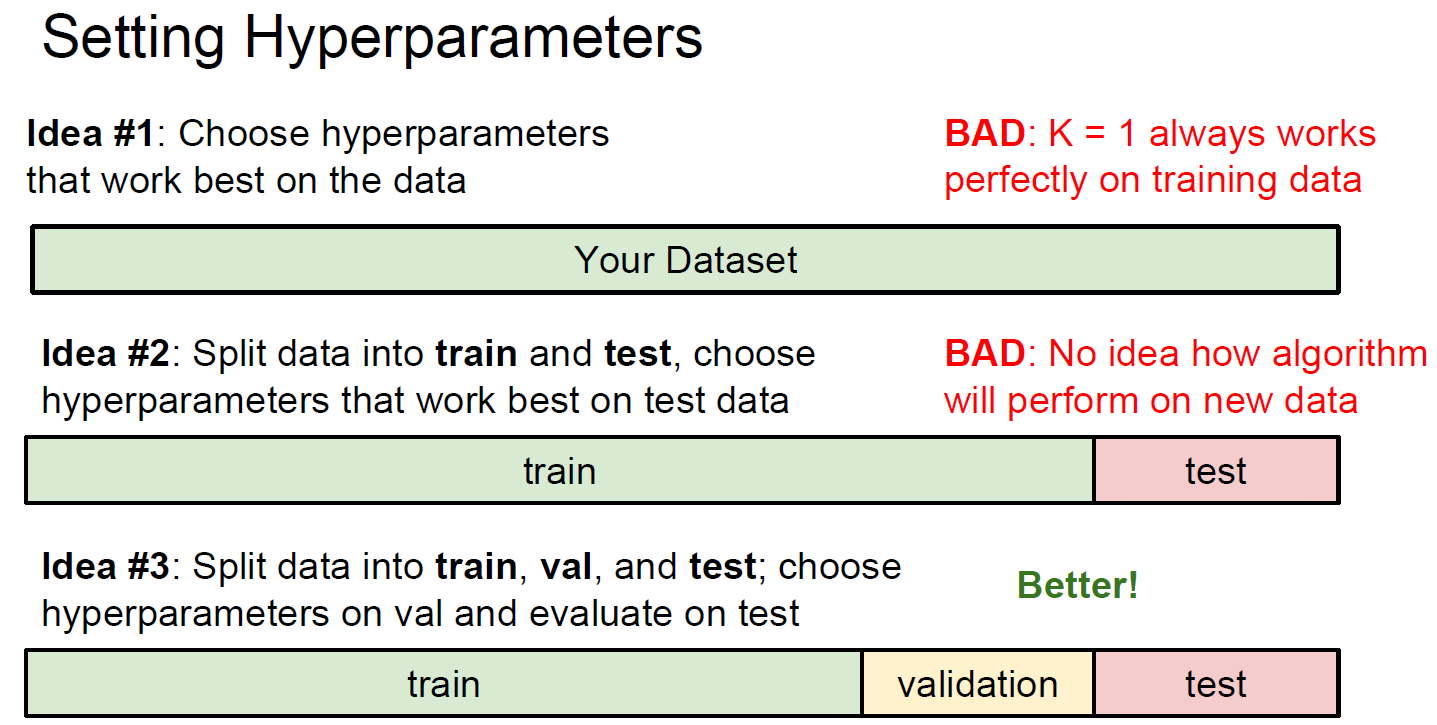 Setting Hyperparameters
Idea #1: Choose hyperparameters
that work best on the data
BAD: K = 1 always works
perfectly on training data
Your Dataset
Idea #2: Split data into train and test, choose
hyperparameters that work best on test data
BAD: No idea how algorithm
will perform on new data
train
test
Idea #3: Split data into train, val, and test; choose
hyperparameters on val and evaluate on test
Better!
train
validation
test